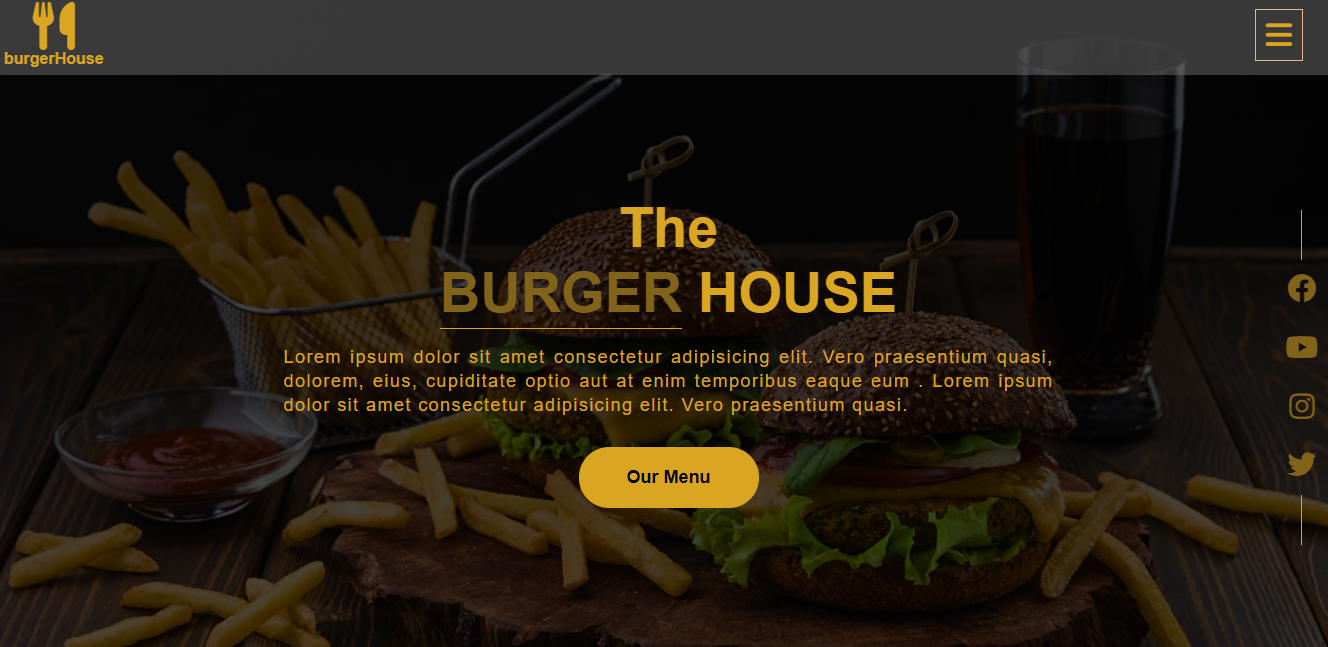 burgerHouse
The
BURGER HOUSE
Lorem ipsum dolor sit amet consectetur adipisicing elit. Vero praesentium quasi,
dolorem, eius, cupiditate optio aut at enim temporibus eaque eum . Lorem ipsum
dolor sit amet consectetur adipisicing elit. Vero praesentium quasi.
Our Menu